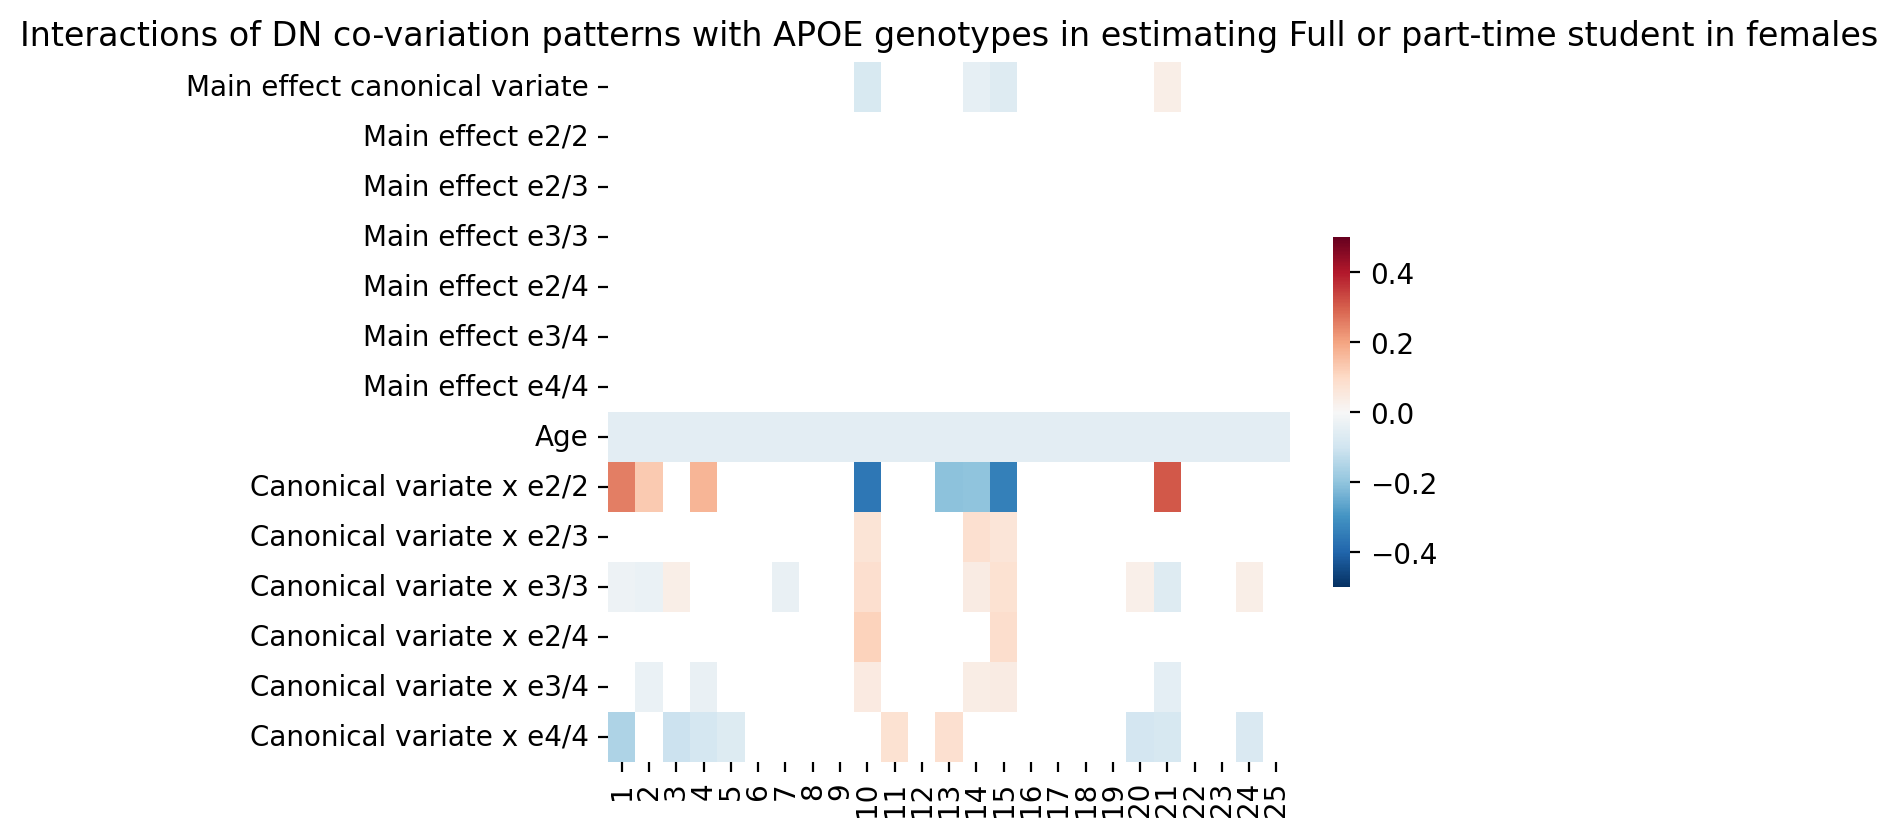 Interactions of DN co-variation patterns with APOE genotypes in estimating Full or part-time student in females
Main effect canonical variate
Main effect e2/2
Main effect e2/3
Main effect e3/3
Main effect e2/4
Main effect e3/4
Main effect e4/4
Age
Canonical variate x e2/2
Canonical variate x e2/3
Canonical variate x e3/3
Canonical variate x e2/4
Canonical variate x e3/4
Canonical variate x e4/4
1 2 3 4 5 6 7 8 9 10 11 12 13 14 15 16 17 18 19 20 21 22 23 24 25
0.4
0.2
0.0
−0.2
−0.4